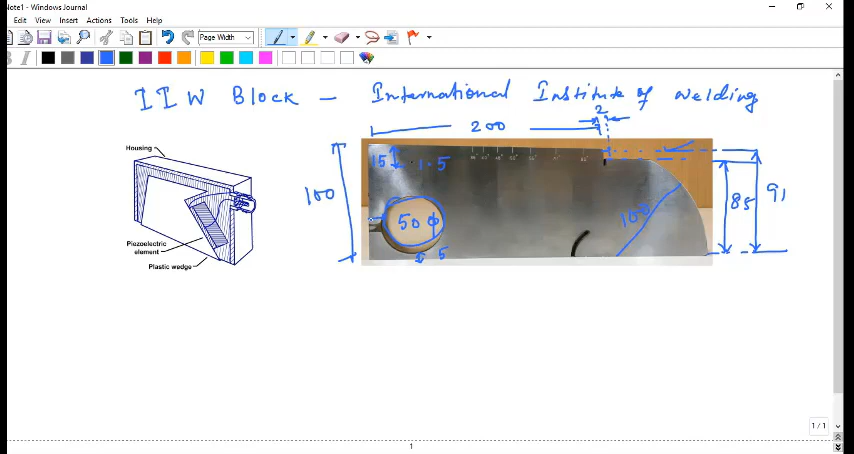 Note1 - Windows Journal
Edit View Insert Actions Tools Help
Page Width
B I
IIW Block - International Institute of welding
2
200
Housing
15 1.5
100
50 φ
100
85
91
Piezoelectric
element
5
Plastic wedge
1 / 1
1